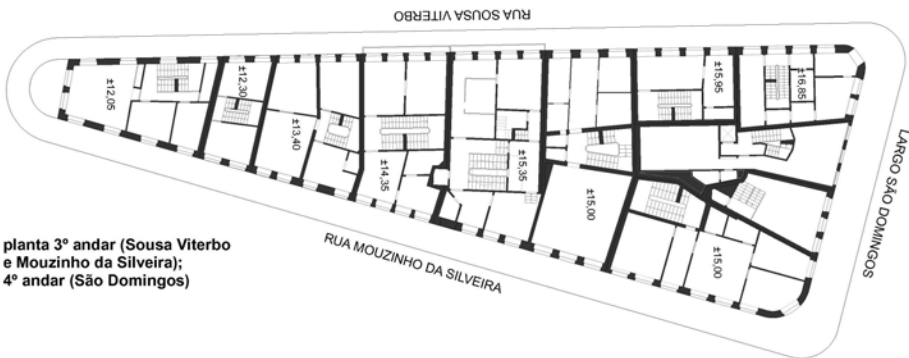 RUA SOUSA VITERBO
±12,05
±12,30
±13,40
±14,35
±15,35
±15,00
±15,95
±16,85
±15,00
LARGO SÃO DOMINGOS
RUA MOUZINHO DA SILVEIRA
planta 3º andar (Sousa Viterbo
e Mouzinho da Silveira);
4º andar (São Domingos)